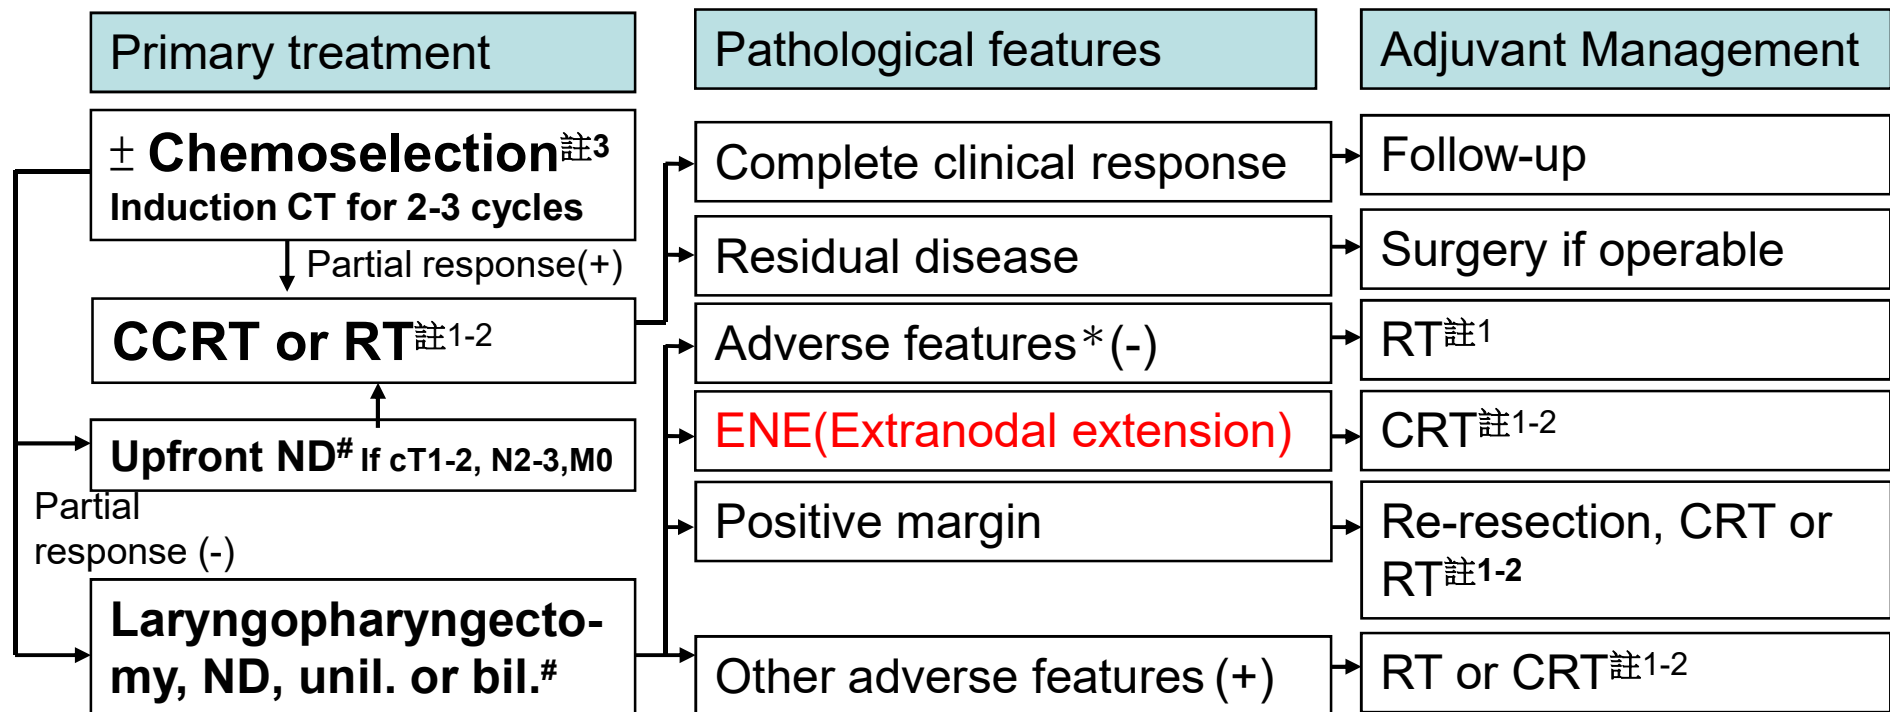 Primary treatment
Pathological features
Adjuvant Management
± Chemoselection註3
Induction CT for 2-3 cycles
Partial response(+)
CCRT or RT註1-2
Upfront ND# If cT1-2, N2-3,M0
Partial
response (-)
Laryngopharyngecto-
my, ND, unil. or bil.#
Complete clinical response
Follow-up
Residual disease
Surgery if operable
Adverse features*(-)
RT註1
ENE(Extranodal extension)
CRT註1-2
Positive margin
Re-resection, CRT or
RT註1-2
Other adverse features (+)
RT or CRT註1-2